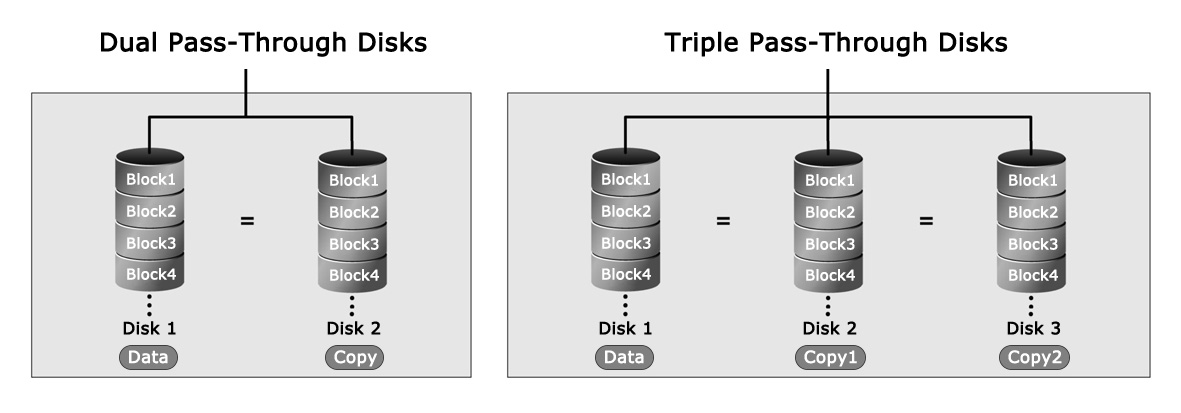 Dual Pass-Through Disks
Block1 Block1
Block2 Block2
= 
Block3 Block3
Block4 Block4
Disk 1 Disk 2
Data Copy
Triple Pass-Through Disks
Block1 Block1 Block1
Block2 Block2 Block2
= =
Block3 Block3 Block3
Block4 Block4 Block4
Disk 1 Disk 2 Disk 3
Data Copy1 Copy2